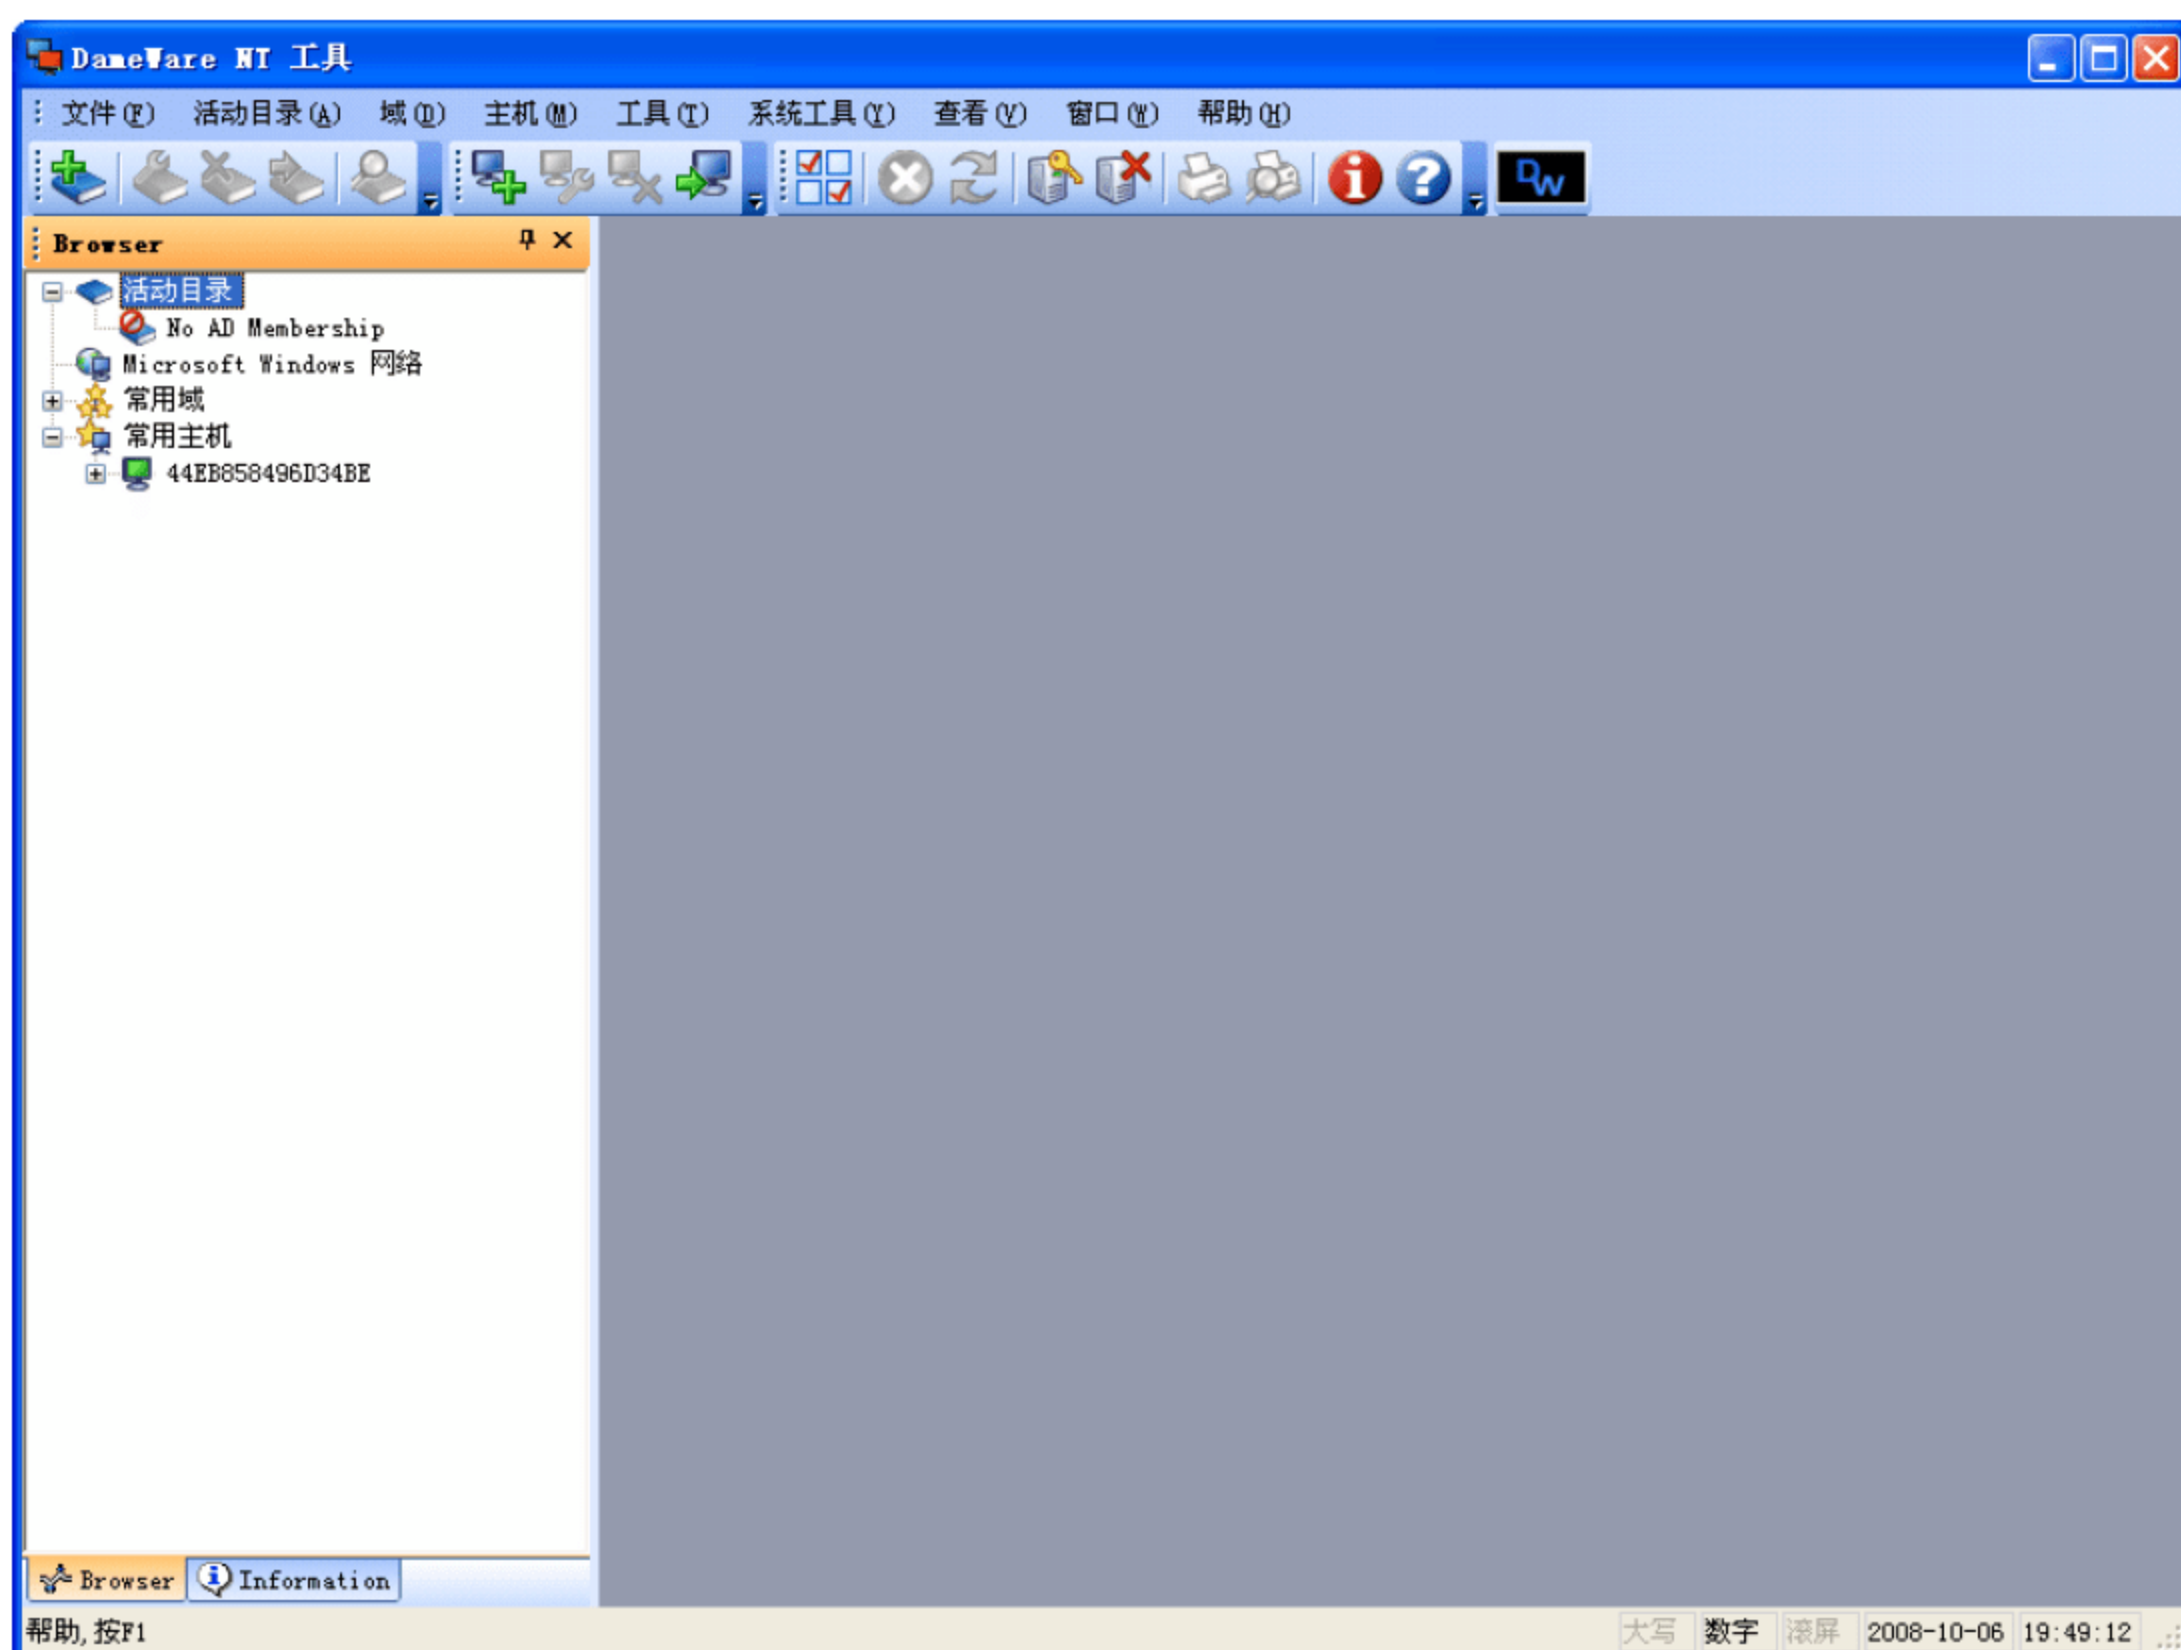 DameWare NT 工具
文件(F) 活动目录(A) 域(D) 主机(M) 工具(T) 系统工具(Y) 查看(V) 窗口(W) 帮助(H)
DW
Browser
活动目录
No AD Membership
Microsoft Windows 网络
常用域
常用主机
44EB858496D34BE
Browser Information
帮助,按F1 大写 数字 滚屏 2008-10-06 19:49:12